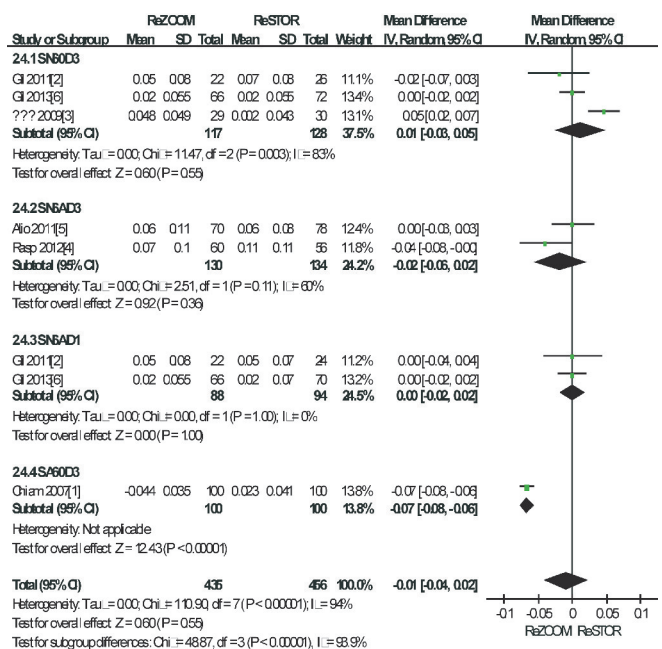 ReZOOM ReSTOR Mean Difference Mean Difference
Study or Subgroup Mean SD Total Mean SD Total Weight IV, Random, 95% CI IV, Random, 95% CI
24.1 SN60D3
Gil 2011[2] 0.05 0.08 22 0.07 0.08 26 11.1% -0.02 [-0.07, 0.03]
Gil 2013[6] 0.02 0.055 66 0.02 0.055 72 13.4% 0.00 [-0.02, 0.02]
??? 2009[3] 0.048 0.049 29 0.002 0.043 30 13.1% 0.05 [0.02, 0.07]
Subtotal (95% CI) 117 128 37.5% 0.01 [-0.03, 0.05]
Heterogeneity: Tau□= 0.00; Chi□= 11.47, df = 2 (P = 0.003); I□= 83%
Test for overall effect: Z = 0.60 (P = 0.55)
24.2 SN6AD3
Alio 2011[5] 0.06 0.11 70 0.06 0.08 78 12.4% 0.00 [-0.03, 0.03]
Rasp 2012[4] 0.07 0.1 60 0.11 0.11 56 11.8% -0.04 [-0.08, -0.00]
Subtotal (95% CI) 130 134 24.2% -0.02 [-0.06, 0.02]
Heterogeneity: Tau□= 0.00; Chi□= 2.51, df = 1 (P = 0.11); I□= 60%
Test for overall effect: Z = 0.92 (P = 0.36)
24.3 SN6AD1
Gil 2011[2] 0.05 0.08 22 0.05 0.07 24 11.2% 0.00 [-0.04, 0.04]
Gil 2013[6] 0.02 0.055 66 0.02 0.07 70 13.2% 0.00 [-0.02, 0.02]
Subtotal (95% CI) 88 94 24.5% 0.00 [-0.02, 0.02]
Heterogeneity: Tau□= 0.00; Chi□= 0.00, df = 1 (P = 1.00); I□= 0%
Test for overall effect: Z = 0.00 (P = 1.00)
24.4 SA60D3
Chiam 2007[1] -0.044 0.035 100 0.023 0.041 100 13.8% -0.07 [-0.08, -0.06]
Subtotal (95% CI) 100 100 13.8% -0.07 [-0.08, -0.06]
Heterogeneity: Not applicable
Test for overall effect: Z = 12.43 (P < 0.00001)
Total (95% CI) 435 456 100.0% -0.01 [-0.04, 0.02]
Heterogeneity: Tau□= 0.00; Chi□= 110.90, df = 7 (P < 0.00001); I□= 94%
Test for overall effect: Z = 0.60 (P = 0.55)
Test for subgroup differences: Chi□= 48.87, df = 3 (P < 0.00001), I□= 93.9%
-0.1 -0.05 0 0.05 0.1
ReZOOM ReSTOR